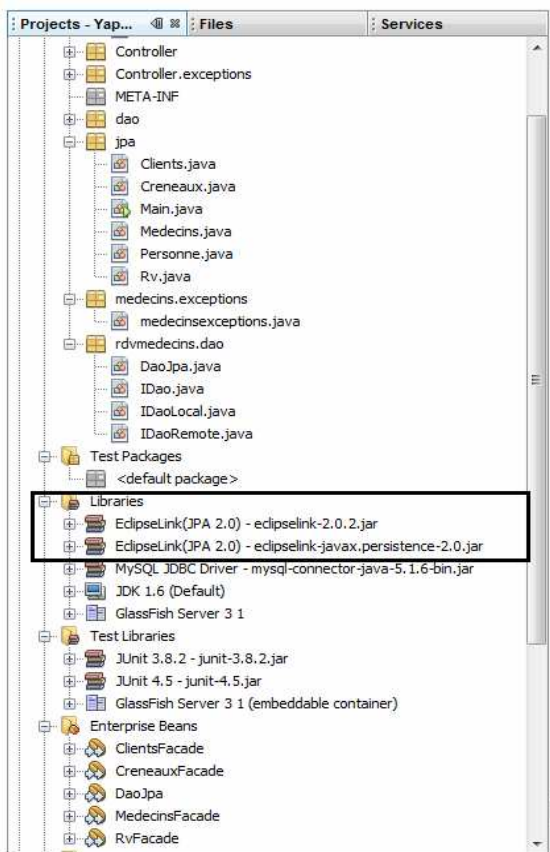 Projects - Yap... Files Services
Controller
Controller.exceptions
META-INF
dao
jpa
Clients.java
Creneaux.java
Main.java
Medecins.java
Personne.java
Rv.java
medecins.exceptions
medecinsexceptions.java
rdvmedecins.dao
DaoJpa.java
IDao.java
IDaoLocal.java
IDaoRemote.java
Test Packages
<default package>
Libraries
EclipseLink(JPA 2.0) - eclipselink-2.0.2.jar
EclipseLink(JPA 2.0) - eclipselink-javax.persistence-2.0.jar
MySQL JDBC Driver - mysql-connector-java-5.1.6-bin.jar
JDK 1.6 (Default)
GlassFish Server 3 1
Test Libraries
JUnit 3.8.2 - junit-3.8.2.jar
JUnit 4.5 - junit-4.5.jar
GlassFish Server 3 1 (embeddable container)
Enterprise Beans
ClientsFacade
CreneauxFacade
DaoJpa
MedecinsFacade
RvFacade